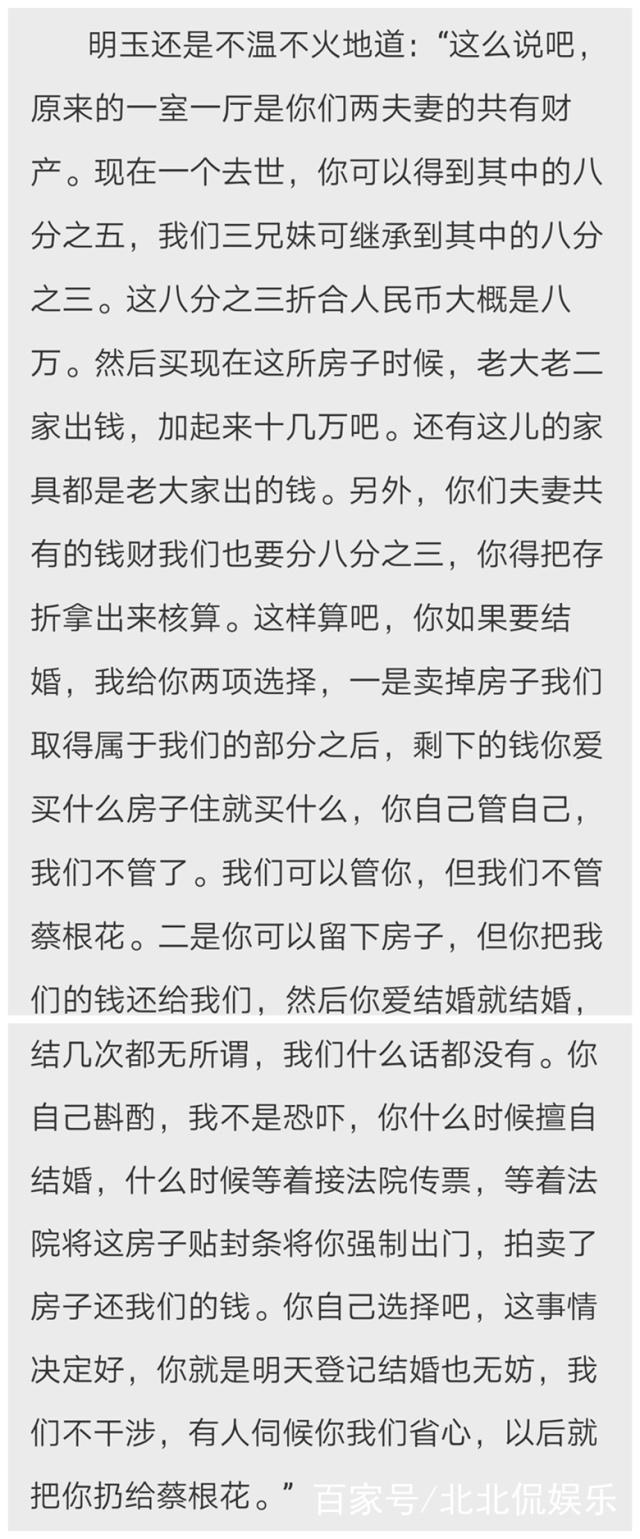 明玉还是不温不火地道：“这么说吧，
原来的一室一厅是你们两夫妻的共有财
产。现在一个去世，你可以得到其中的八
分之五，我们三兄妹可继承到其中的八分
之三。这八分之三折合人民币大概是八
万。然后买现在这所房子时候，老大老二
家出钱，加起来十几万吧。还有这儿的家
具都是老大家出的钱。另外，你们夫妻共
有的钱财我们也要分八分之三，你得把存
折拿出来核算。这样算吧，你如果要结
婚，我给你两项选择，一是卖掉房子我们
取得属于我们的部分之后，剩下的钱你爱
买什么房子住就买什么，你自己管自己，
我们不管了。我们可以管你，但我们不管
蔡根花。二是你可以留下房子，但你把我
们的钱还给我们，然后你爱结婚就结婚，
结几次都无所谓，我们什么话都没有。你
自己斟酌，我不是恐吓，你什么时候擅自
结婚，什么时候等着接法院传票，等着法
院将这房子贴封条将你强制出门，拍卖了
房子还我们的钱。你自己选择吧，这事情
决定好，你就是明天登记结婚也无妨，我
们不干涉，有人伺候你我们省心，以后就
把你扔给蔡根花。”
百家号/北北侃娱乐